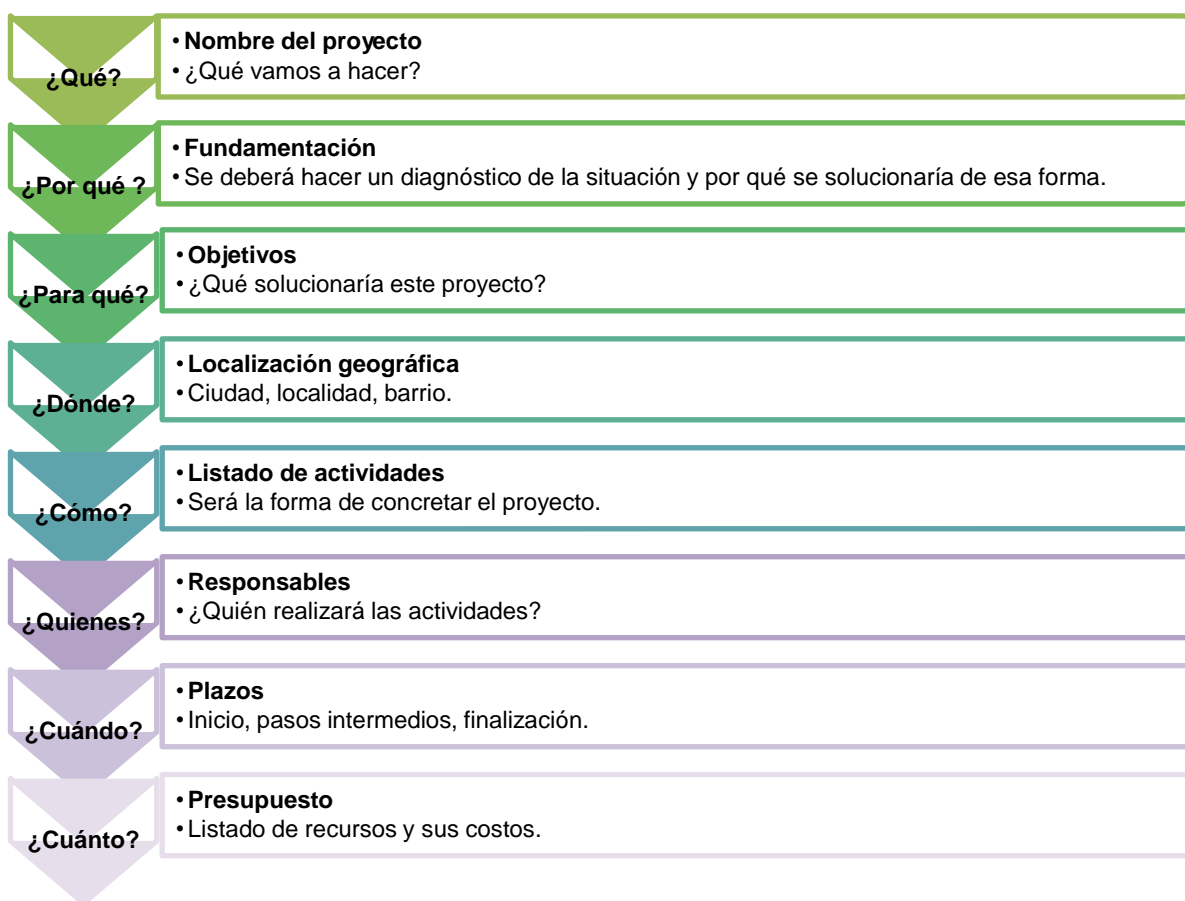 ¿Qué?
• Nombre del proyecto
• ¿Qué vamos a hacer?
¿Por qué ?
• Fundamentación
• Se deberá hacer un diagnóstico de la situación y por qué se solucionaría de esa forma.
¿Para qué?
• Objetivos
• ¿Qué solucionaría este proyecto?
¿Dónde?
• Localización geográfica
• Ciudad, localidad, barrio.
¿Cómo?
• Listado de actividades
• Será la forma de concretar el proyecto.
¿Quienes?
• Responsables
• ¿Quién realizará las actividades?
¿Cuándo?
• Plazos
• Inicio, pasos intermedios, finalización.
¿Cuánto?
• Presupuesto
• Listado de recursos y sus costos.